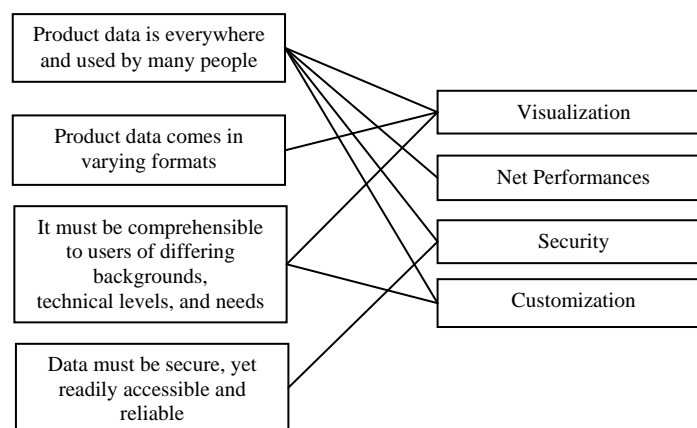 Product data is everywhere
and used by many people
Product data comes in
varying formats
It must be comprehensible
to users of differing
backgrounds,
technical levels, and needs
Data must be secure, yet
readily accessible and
reliable
Visualization
Net Performances
Security
Customization